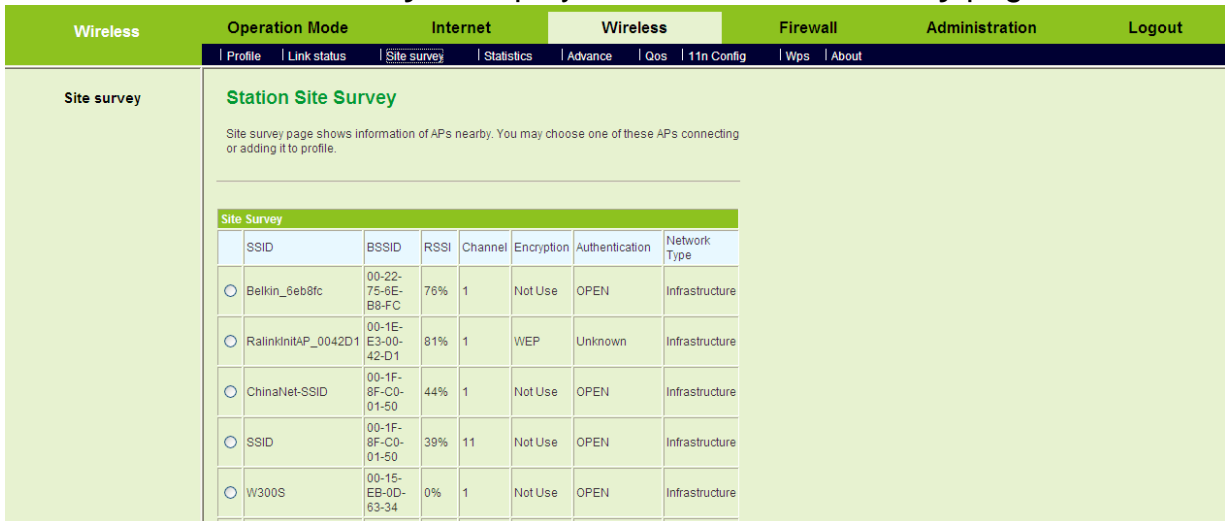 Wireless
Operation Mode Internet Wireless Firewall Administration Logout
Profile Link status Site survey Statistics Advance Qos 11n Config Wps About
Site survey
Station Site Survey
Site survey page shows information of APs nearby. You may choose one of these APs connecting
or adding it to profile.
Site Survey
SSID BSSID RSSI Channel Encryption Authentication Network Type
Belkin_6eb8fc 00-22-75-6E-B8-FC 76% 1 Not Use OPEN Infrastructure
RalinkInitAP_0042D1 00-1E-E3-00-42-D1 81% 1 WEP Unknown Infrastructure
ChinaNet-SSID 00-1F-8F-C0-01-50 44% 1 Not Use OPEN Infrastructure
SSID 00-1F-8F-C0-01-50 39% 11 Not Use OPEN Infrastructure
W300S 00-15-EB-0D-63-34 0% 1 Not Use OPEN Infrastructure